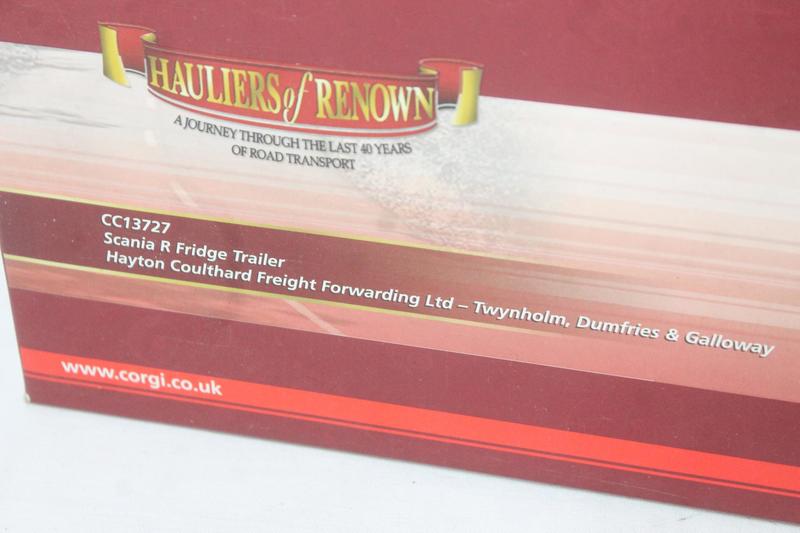 HAULIERS of RENOWN
A JOURNEY THROUGH THE LAST 40 YEARS
OF ROAD TRANSPORT
CC13727
Scania R Fridge Trailer
Hayton Coulthard Freight Forwarding Ltd – Twynholm, Dumfries & Galloway
www.corgi.co.uk